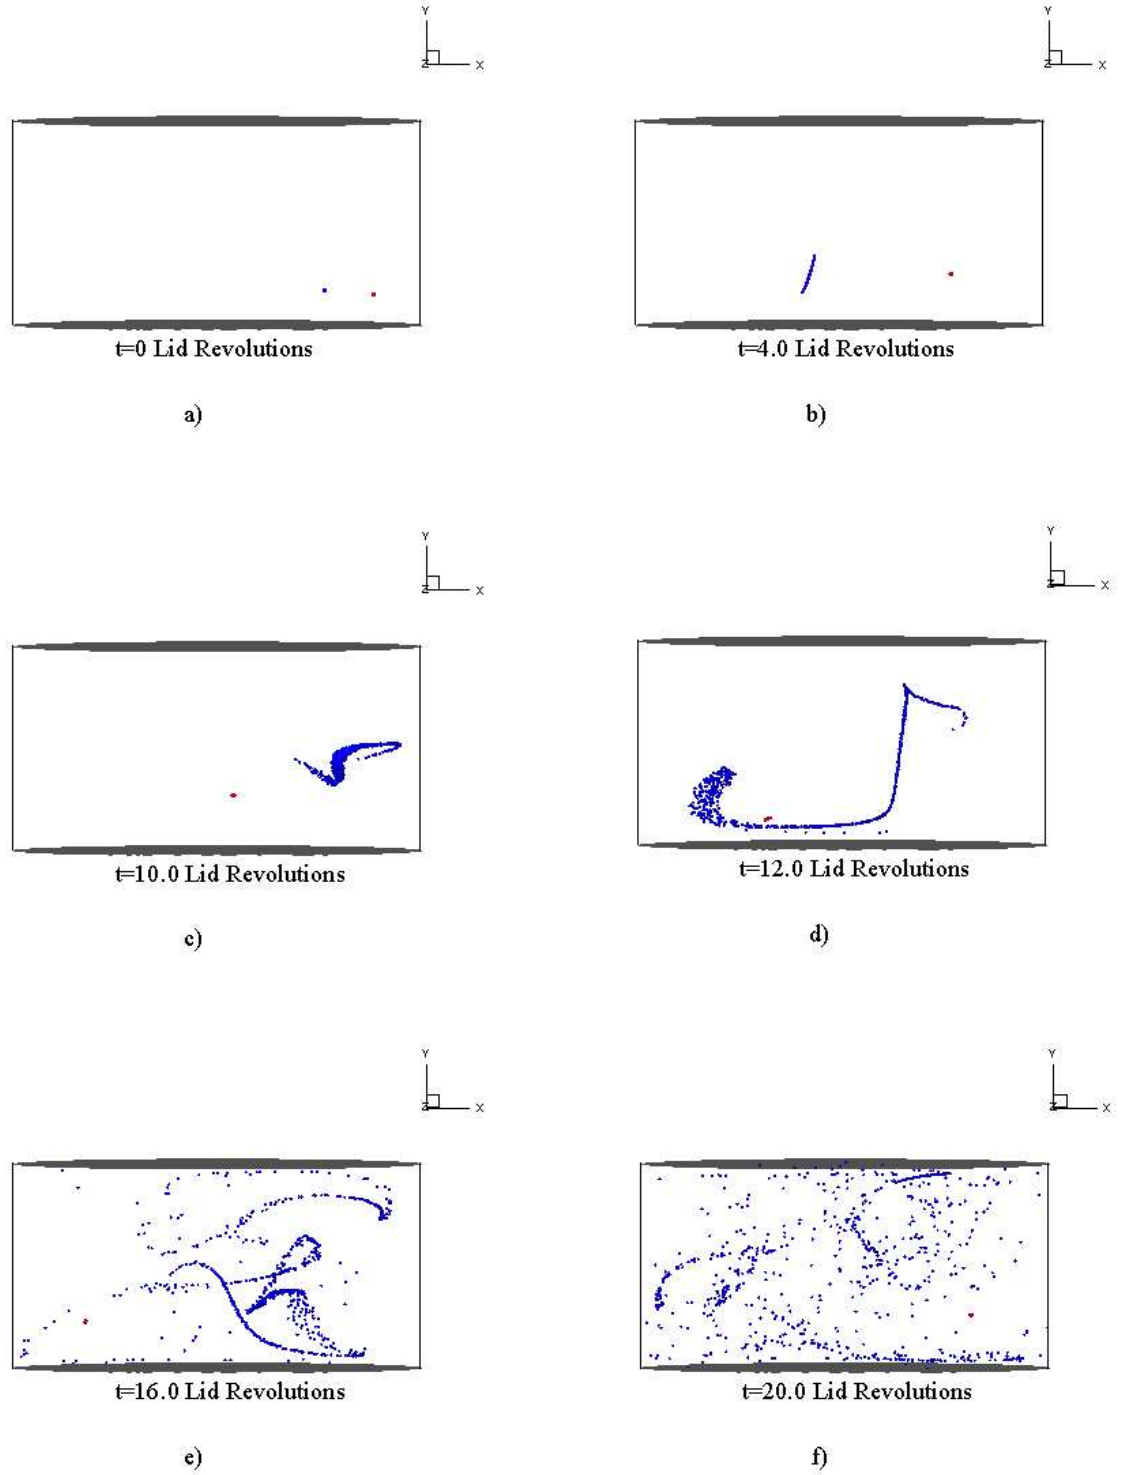 Y
Y
Z X
Z X
t=0 Lid Revolutions
t=4.0 Lid Revolutions
a)
b)
Y
Y
Z X
Z X
t=10.0 Lid Revolutions
t=12.0 Lid Revolutions
c)
d)
Y
Y
Z X
Z X
t=16.0 Lid Revolutions
t=20.0 Lid Revolutions
e)
f)